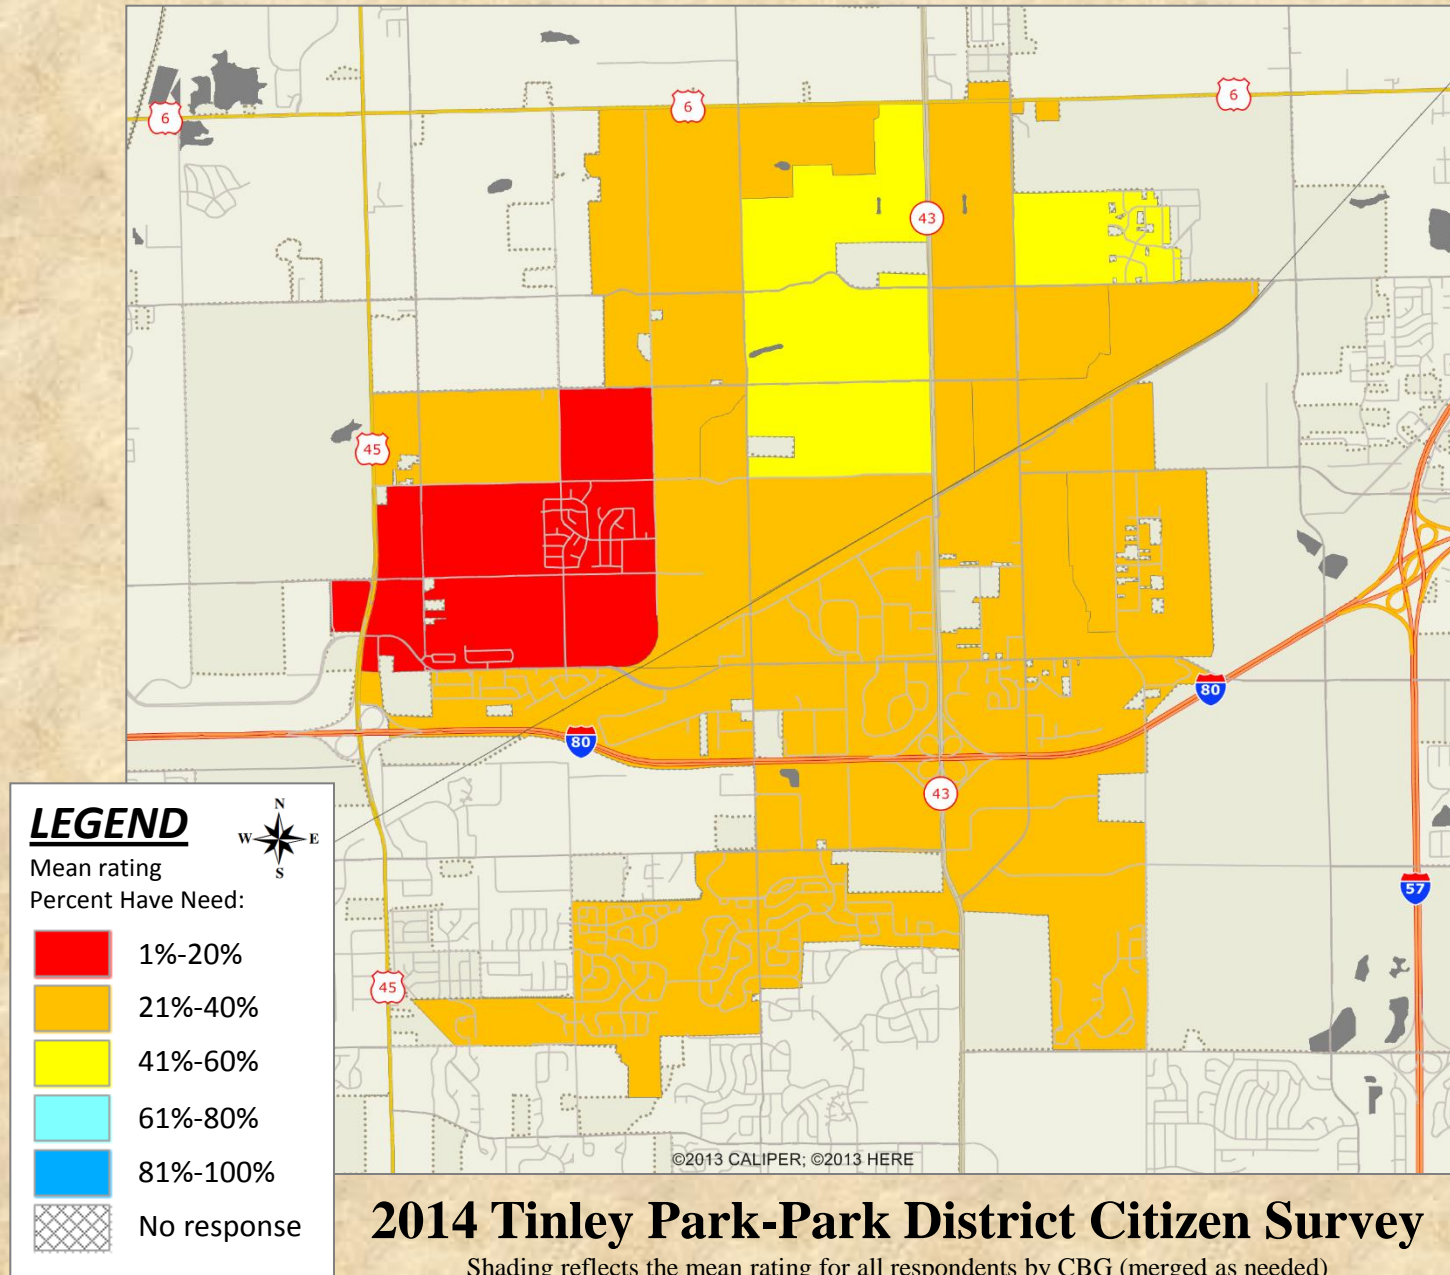 6
6
6
43
45
80
80
43
57
45
LEGEND
N
W E
S
Mean rating
Percent Have Need:
1%-20%
21%-40%
41%-60%
61%-80%
81%-100%
No response
©2013 CALIPER; ©2013 HERE
2014 Tinley Park-Park District Citizen Survey
Shading reflects the mean rating for all respondents by CBG (merged as needed)